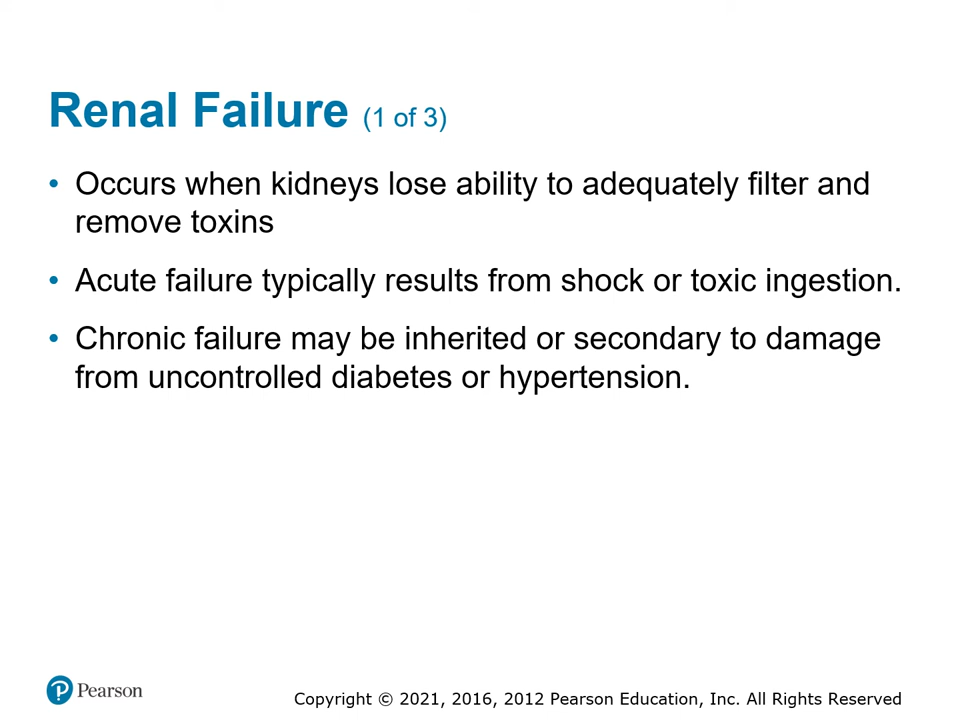 Renal Failure (1 of 3)
• Occurs when kidneys lose ability to adequately filter and
remove toxins
• Acute failure typically results from shock or toxic ingestion.
• Chronic failure may be inherited or secondary to damage
from uncontrolled diabetes or hypertension.
Pearson
Copyright © 2021, 2016, 2012 Pearson Education, Inc. All Rights Reserved